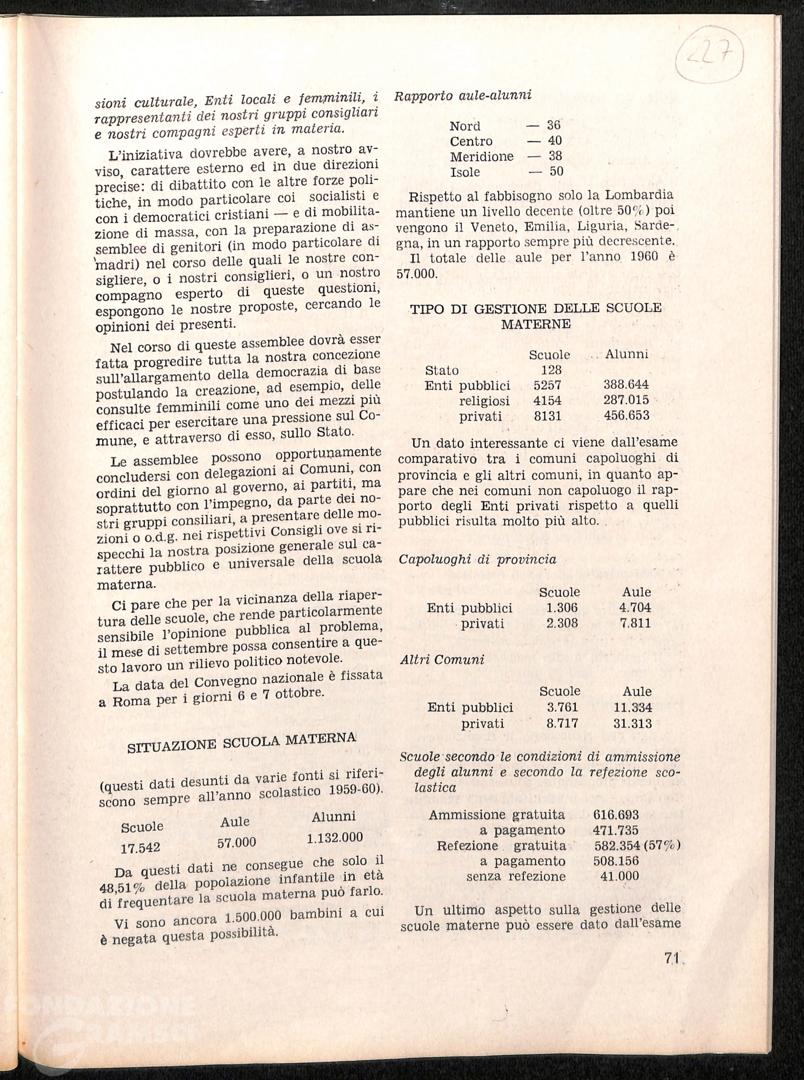 227
sioni culturale, Enti locali e femminili, i
rappresentanti dei nostri gruppi consigliari
e nostri compagni esperti in materia.
L'iniziativa dovrebbe avere, a nostro av-
viso, carattere esterno ed in due direzioni
precise: di dibattito con le altre forze poli-
tiche, in modo particolare coi socialisti e
con i democratici cristiani — e di mobilita-
zione di massa, con la preparazione di as-
semblee di genitori (in modo particolare di
madri) nel corso delle quali le nostre con-
sigliere, o i nostri consiglieri, o un nostro
compagno esperto di queste questioni,
espongono le nostre proposte, cercando le
opinioni dei presenti.
Nel corso di queste assemblee dovrà esser
fatta progredire tutta la nostra concezione
sull'allargamento della democrazia di base
postulando la creazione, ad esempio, delle
consulte femminili come uno dei mezzi più
efficaci per esercitare una pressione sul Co-
mune, e attraverso di esso, sullo Stato.
Le assemblee possono opportunamente
concludersi con delegazioni ai Comuni, con
ordini del giorno al governo, ai partiti, ma
soprattutto con l'impegno, da parte dei no-
stri gruppi consiliari, a presentare delle mo-
zioni o o.d.g. nei rispettivi Consigli ove si ri-
specchi la nostra posizione generale sul ca-
rattere pubblico e universale della scuola
materna.
Ci pare che per la vicinanza della riaper-
tura delle scuole, che rende particolarmente
sensibile l'opinione pubblica al problema,
il mese di settembre possa consentire a que-
sto lavoro un rilievo politico notevole.
La data del Convegno nazionale è fissata
a Roma per i giorni 6 e 7 ottobre.
SITUAZIONE SCUOLA MATERNA
(questi dati desunti da varie fonti si riferi-
scono sempre all'anno scolastico 1959-60).
Scuole Aule Alunni
17.542 57.000 1.132.000
Da questi dati ne consegue che solo il
48,51% della popolazione infantile in età
di frequentare la scuola materna può farlo.
Vi sono ancora 1.500.000 bambini a cui
è negata questa possibilità.
Rapporto aule-alunni
Nord — 36
Centro — 40
Meridione — 38
Isole — 50
Rispetto al fabbisogno solo la Lombardia
mantiene un livello decente (oltre 50%) poi
vengono il Veneto, Emilia, Liguria, Sarde-
gna, in un rapporto sempre più decrescente.
Il totale delle aule per l'anno 1960 è
57.000.
TIPO DI GESTIONE DELLE SCUOLE
MATERNE
Scuole Alunni
Stato 128
Enti pubblici 5257 388.644
religiosi 4154 287.015
privati 8131 456.653
Un dato interessante ci viene dall'esame
comparativo tra i comuni capoluoghi di
provincia e gli altri comuni, in quanto ap-
pare che nei comuni non capoluogo il rap-
porto degli Enti privati rispetto a quelli
pubblici risulta molto più alto.
Capoluoghi di provincia
Scuole Aule
Enti pubblici 1.306 4.704
privati 2.308 7.811
Altri Comuni
Scuole Aule
Enti pubblici 3.761 11.334
privati 8.717 31.313
Scuole secondo le condizioni di ammissione
degli alunni e secondo la refezione sco-
lastica
Ammissione gratuita 616.693
a pagamento 471.735
Refezione gratuita 582.354 (57%)
a pagamento 508.156
senza refezione 41.000
Un ultimo aspetto sulla gestione delle
scuole materne può essere dato dall'esame
71
FONDAZIONE
GRAMSCI